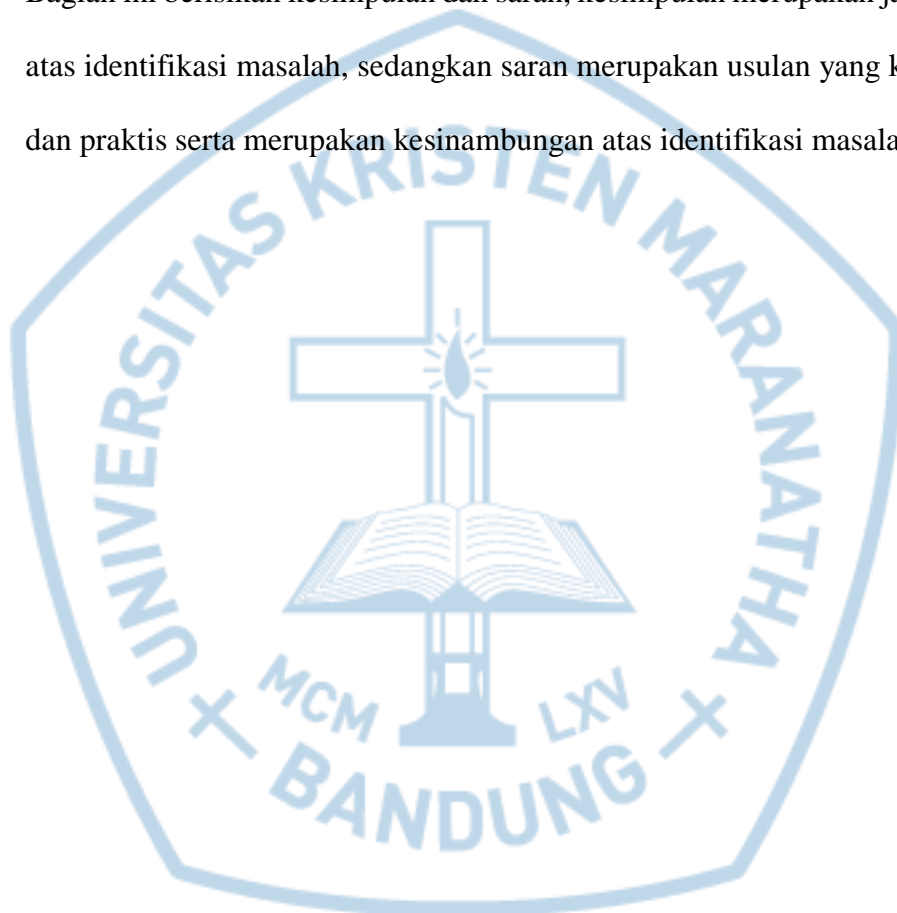 Bagian ini berisikan kesimpulan dan saran, kesimpulan merupakan
atas identifikasi masalah, sedangkan saran merupakan usulan yang
dan praktis serta merupakan kesinambungan atas identifikasi
UNIVERSITAS KRISTEN MARANATHA
MCM LXV
BANDUNG